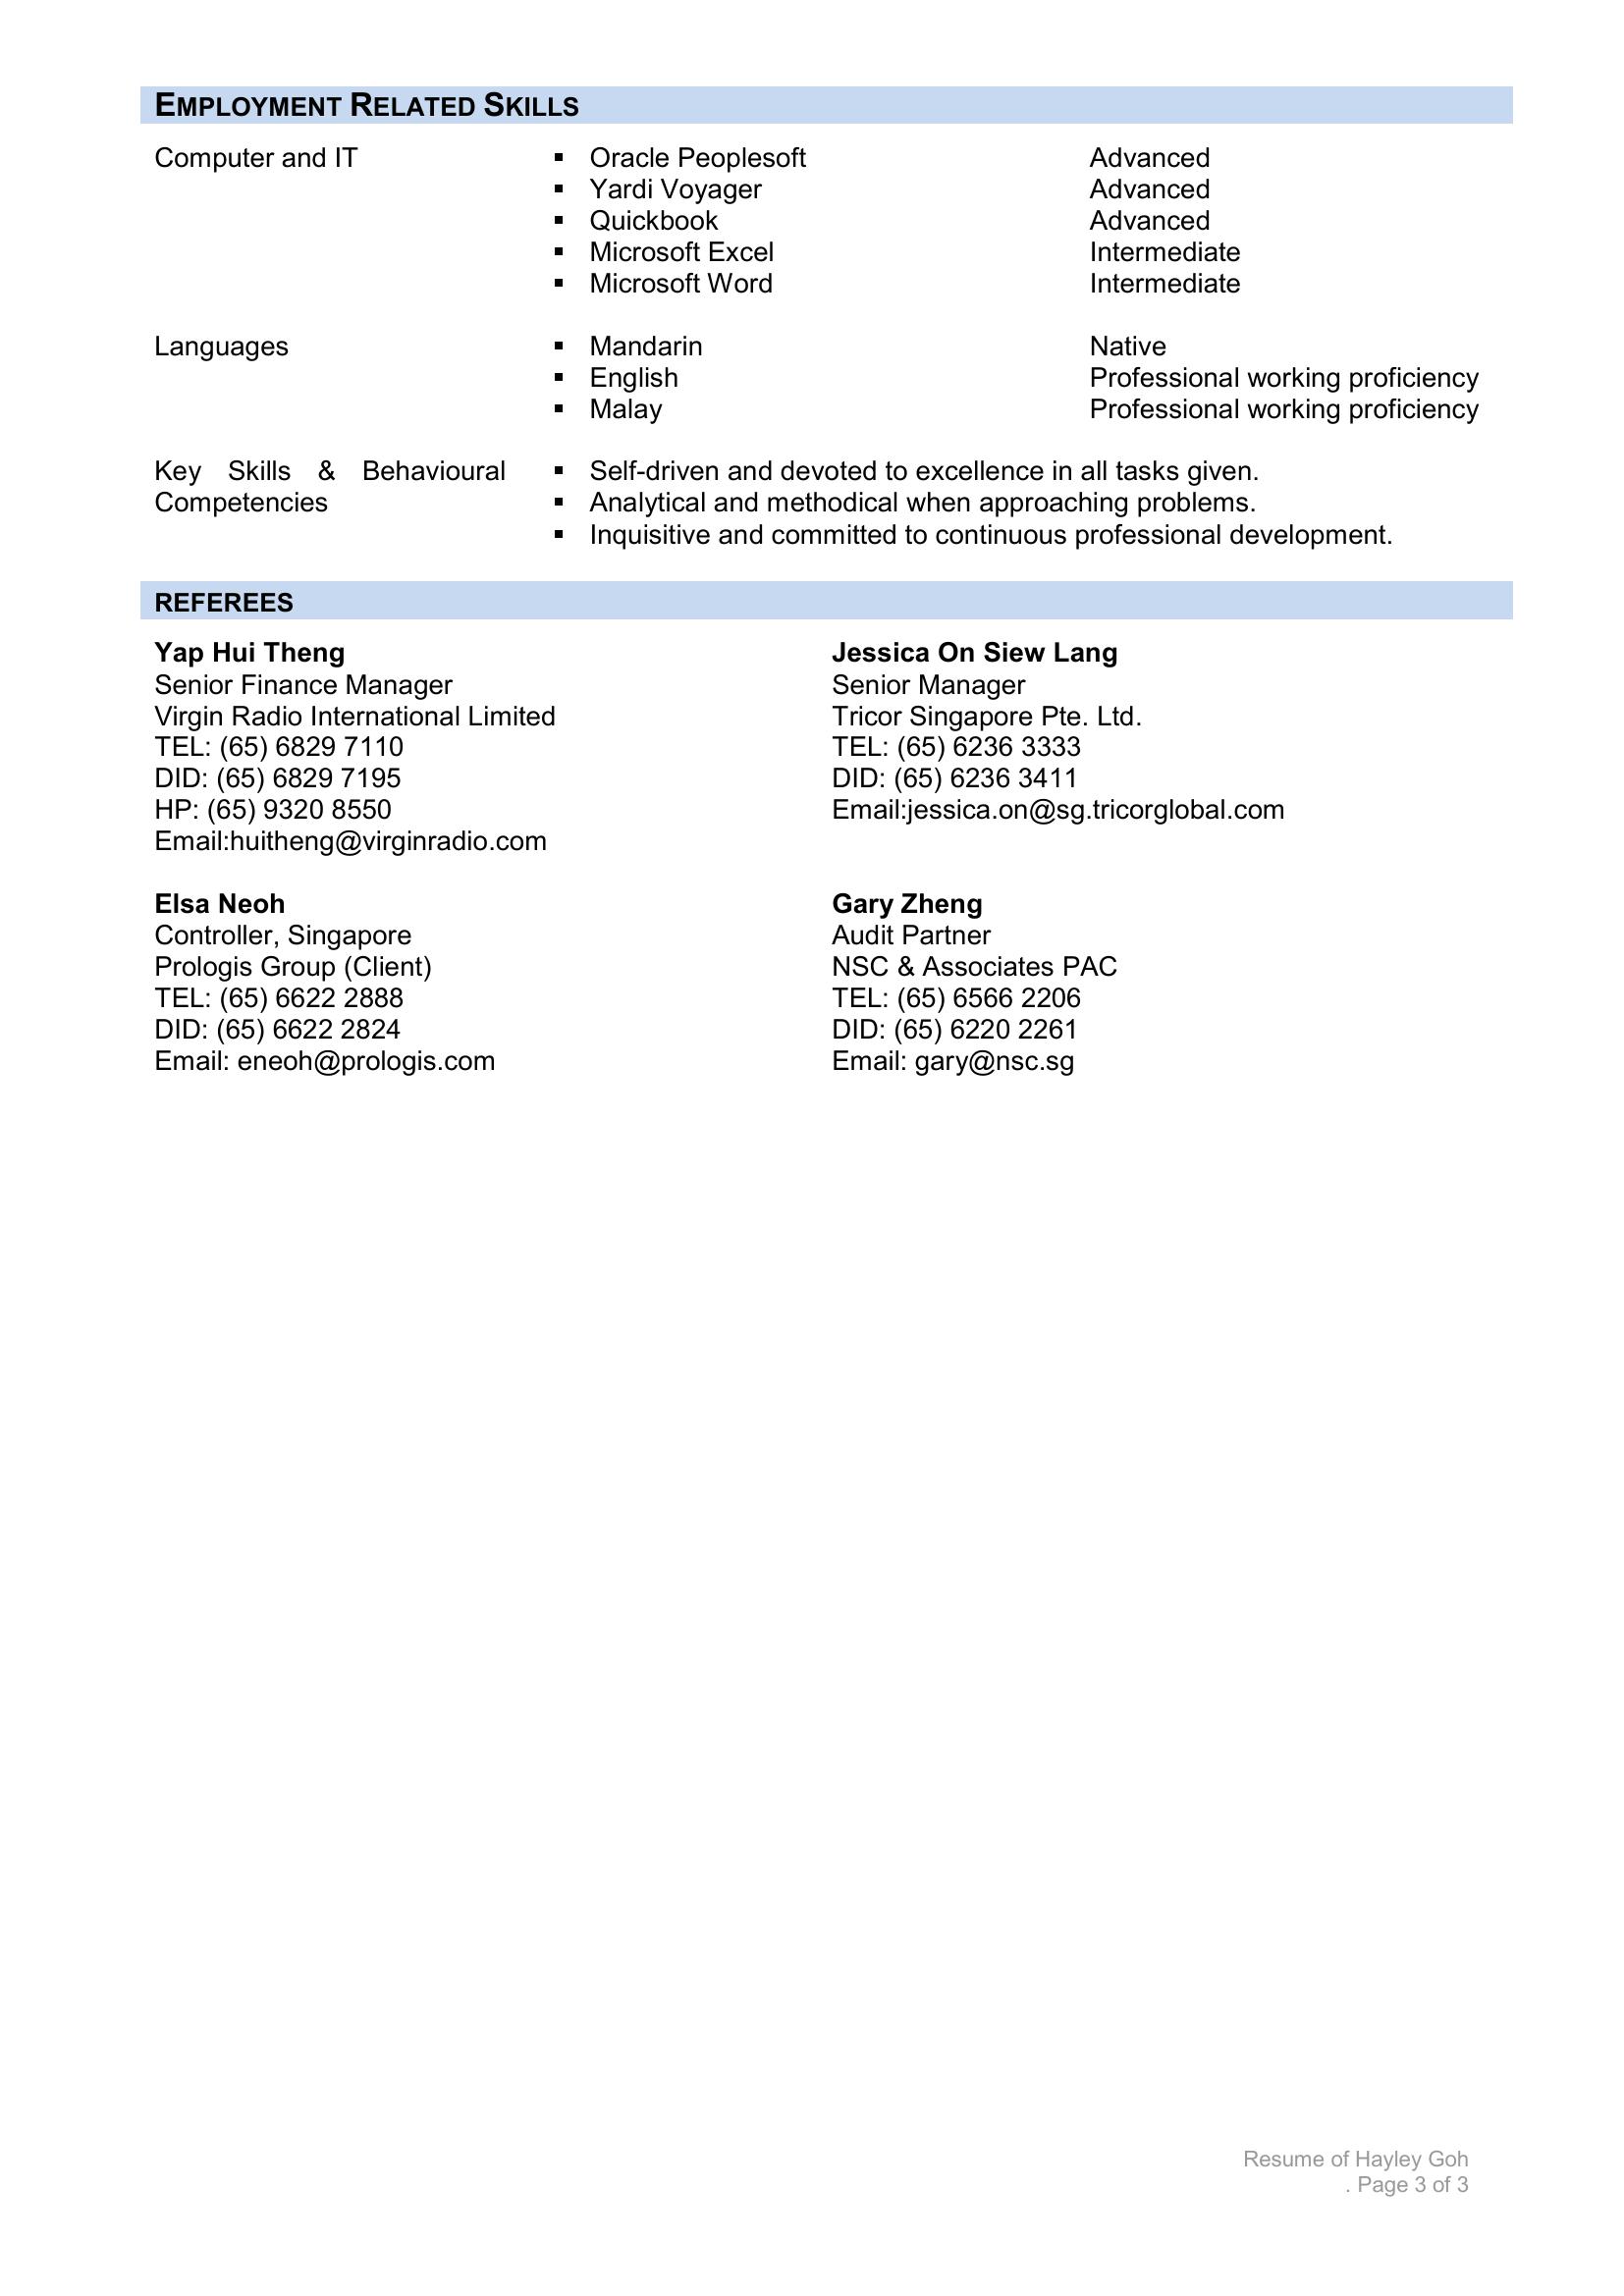 EMPLOYMENT RELATED SKILLS
Computer and IT
▪ Oracle Peoplesoft Advanced
▪ Yardi Voyager Advanced
▪ Quickbook Advanced
▪ Microsoft Excel Intermediate
▪ Microsoft Word Intermediate
Languages
▪ Mandarin Native
▪ English Professional working proficiency
▪ Malay Professional working proficiency
Key Skills & Behavioural
Competencies
▪ Self-driven and devoted to excellence in all tasks given.
▪ Analytical and methodical when approaching problems.
▪ Inquisitive and committed to continuous professional development.
REFEREES
Yap Hui Theng
Senior Finance Manager
Virgin Radio International Limited
TEL: (65) 6829 7110
DID: (65) 6829 7195
HP: (65) 9320 8550
Email:huitheng@virginradio.com
Jessica On Siew Lang
Senior Manager
Tricor Singapore Pte. Ltd.
TEL: (65) 6236 3333
DID: (65) 6236 3411
Email:jessica.on@sg.tricorglobal.com
Elsa Neoh
Controller, Singapore
Prologis Group (Client)
TEL: (65) 6622 2888
DID: (65) 6622 2824
Email: eneoh@prologis.com
Gary Zheng
Audit Partner
NSC & Associates PAC
TEL: (65) 6566 2206
DID: (65) 6220 2261
Email: gary@nsc.sg
Resume of Hayley Goh
. Page 3 of 3